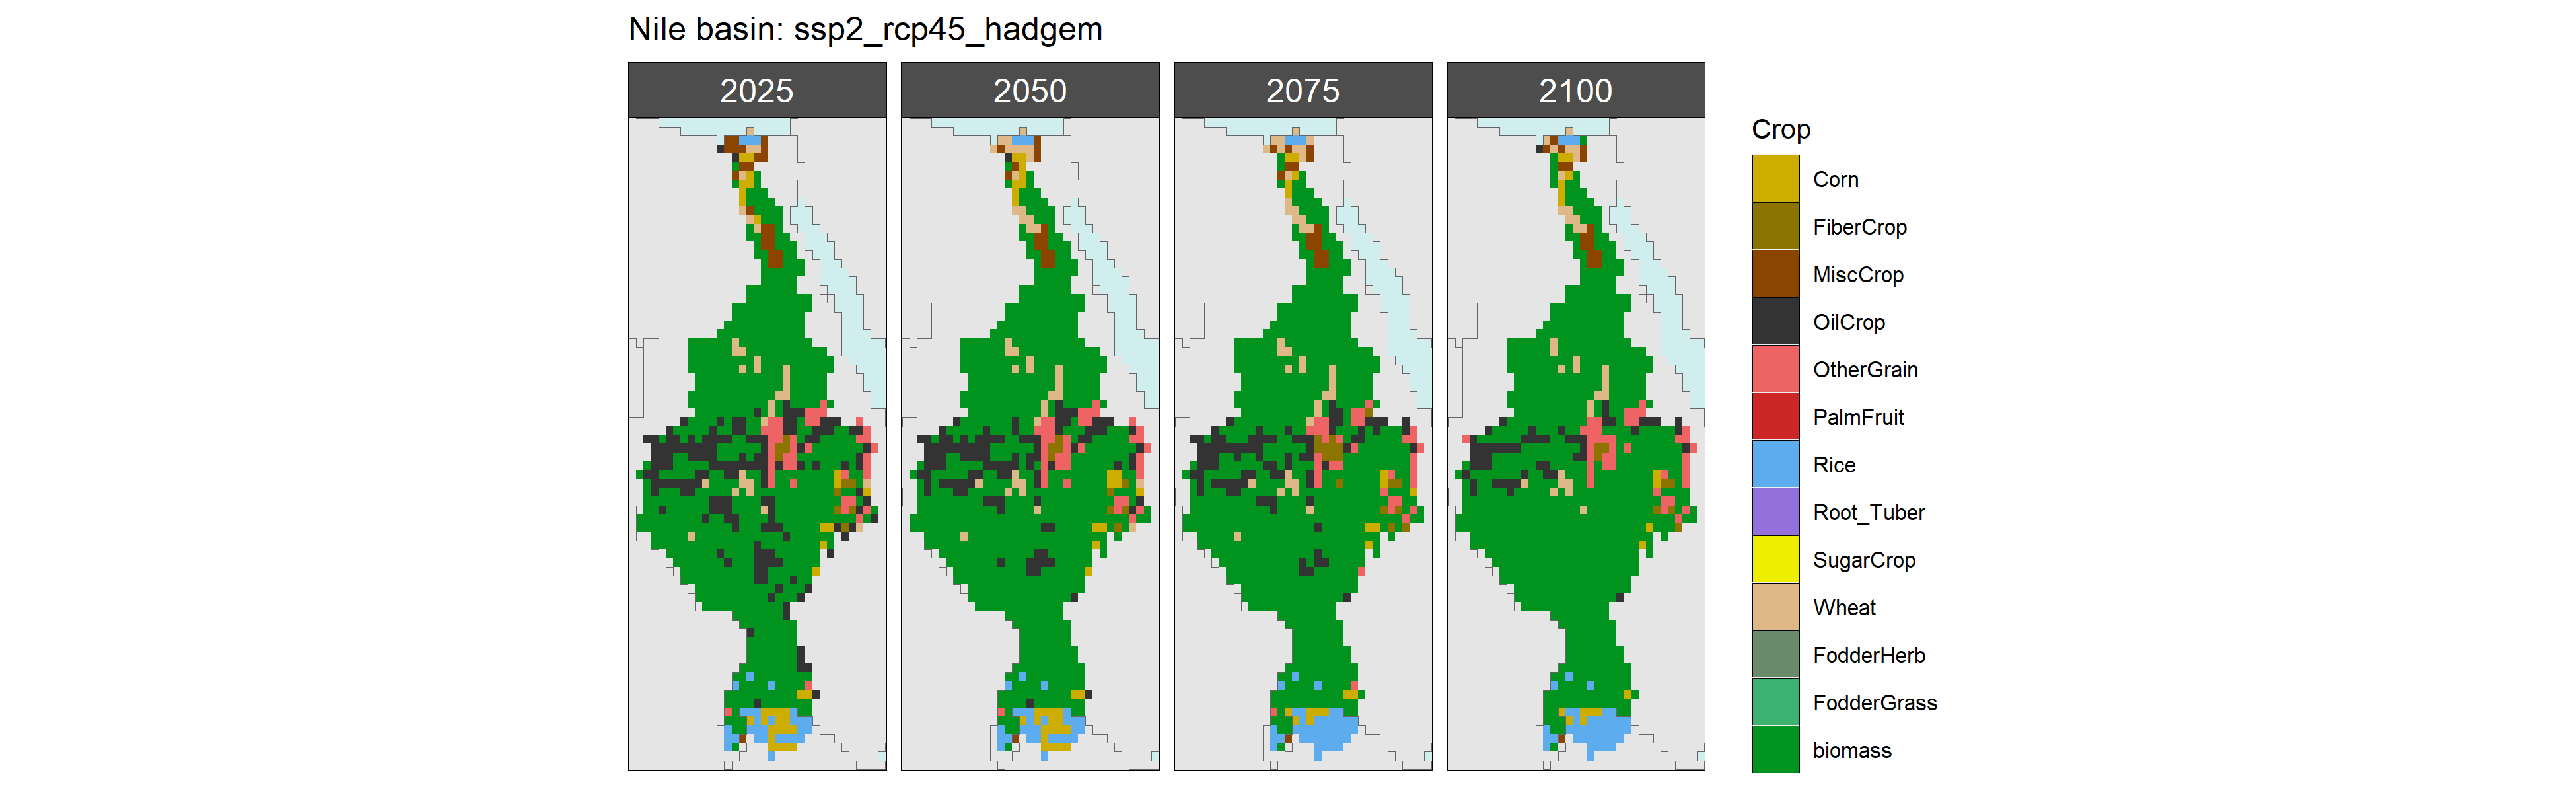 Nile basin: ssp2_rcp45_hadgem
2025
2050
2075
2100
Crop
Corn
FiberCrop
MiscCrop
OilCrop
OtherGrain
PalmFruit
Rice
Root_Tuber
SugarCrop
Wheat
FodderHerb
FodderGrass
biomass